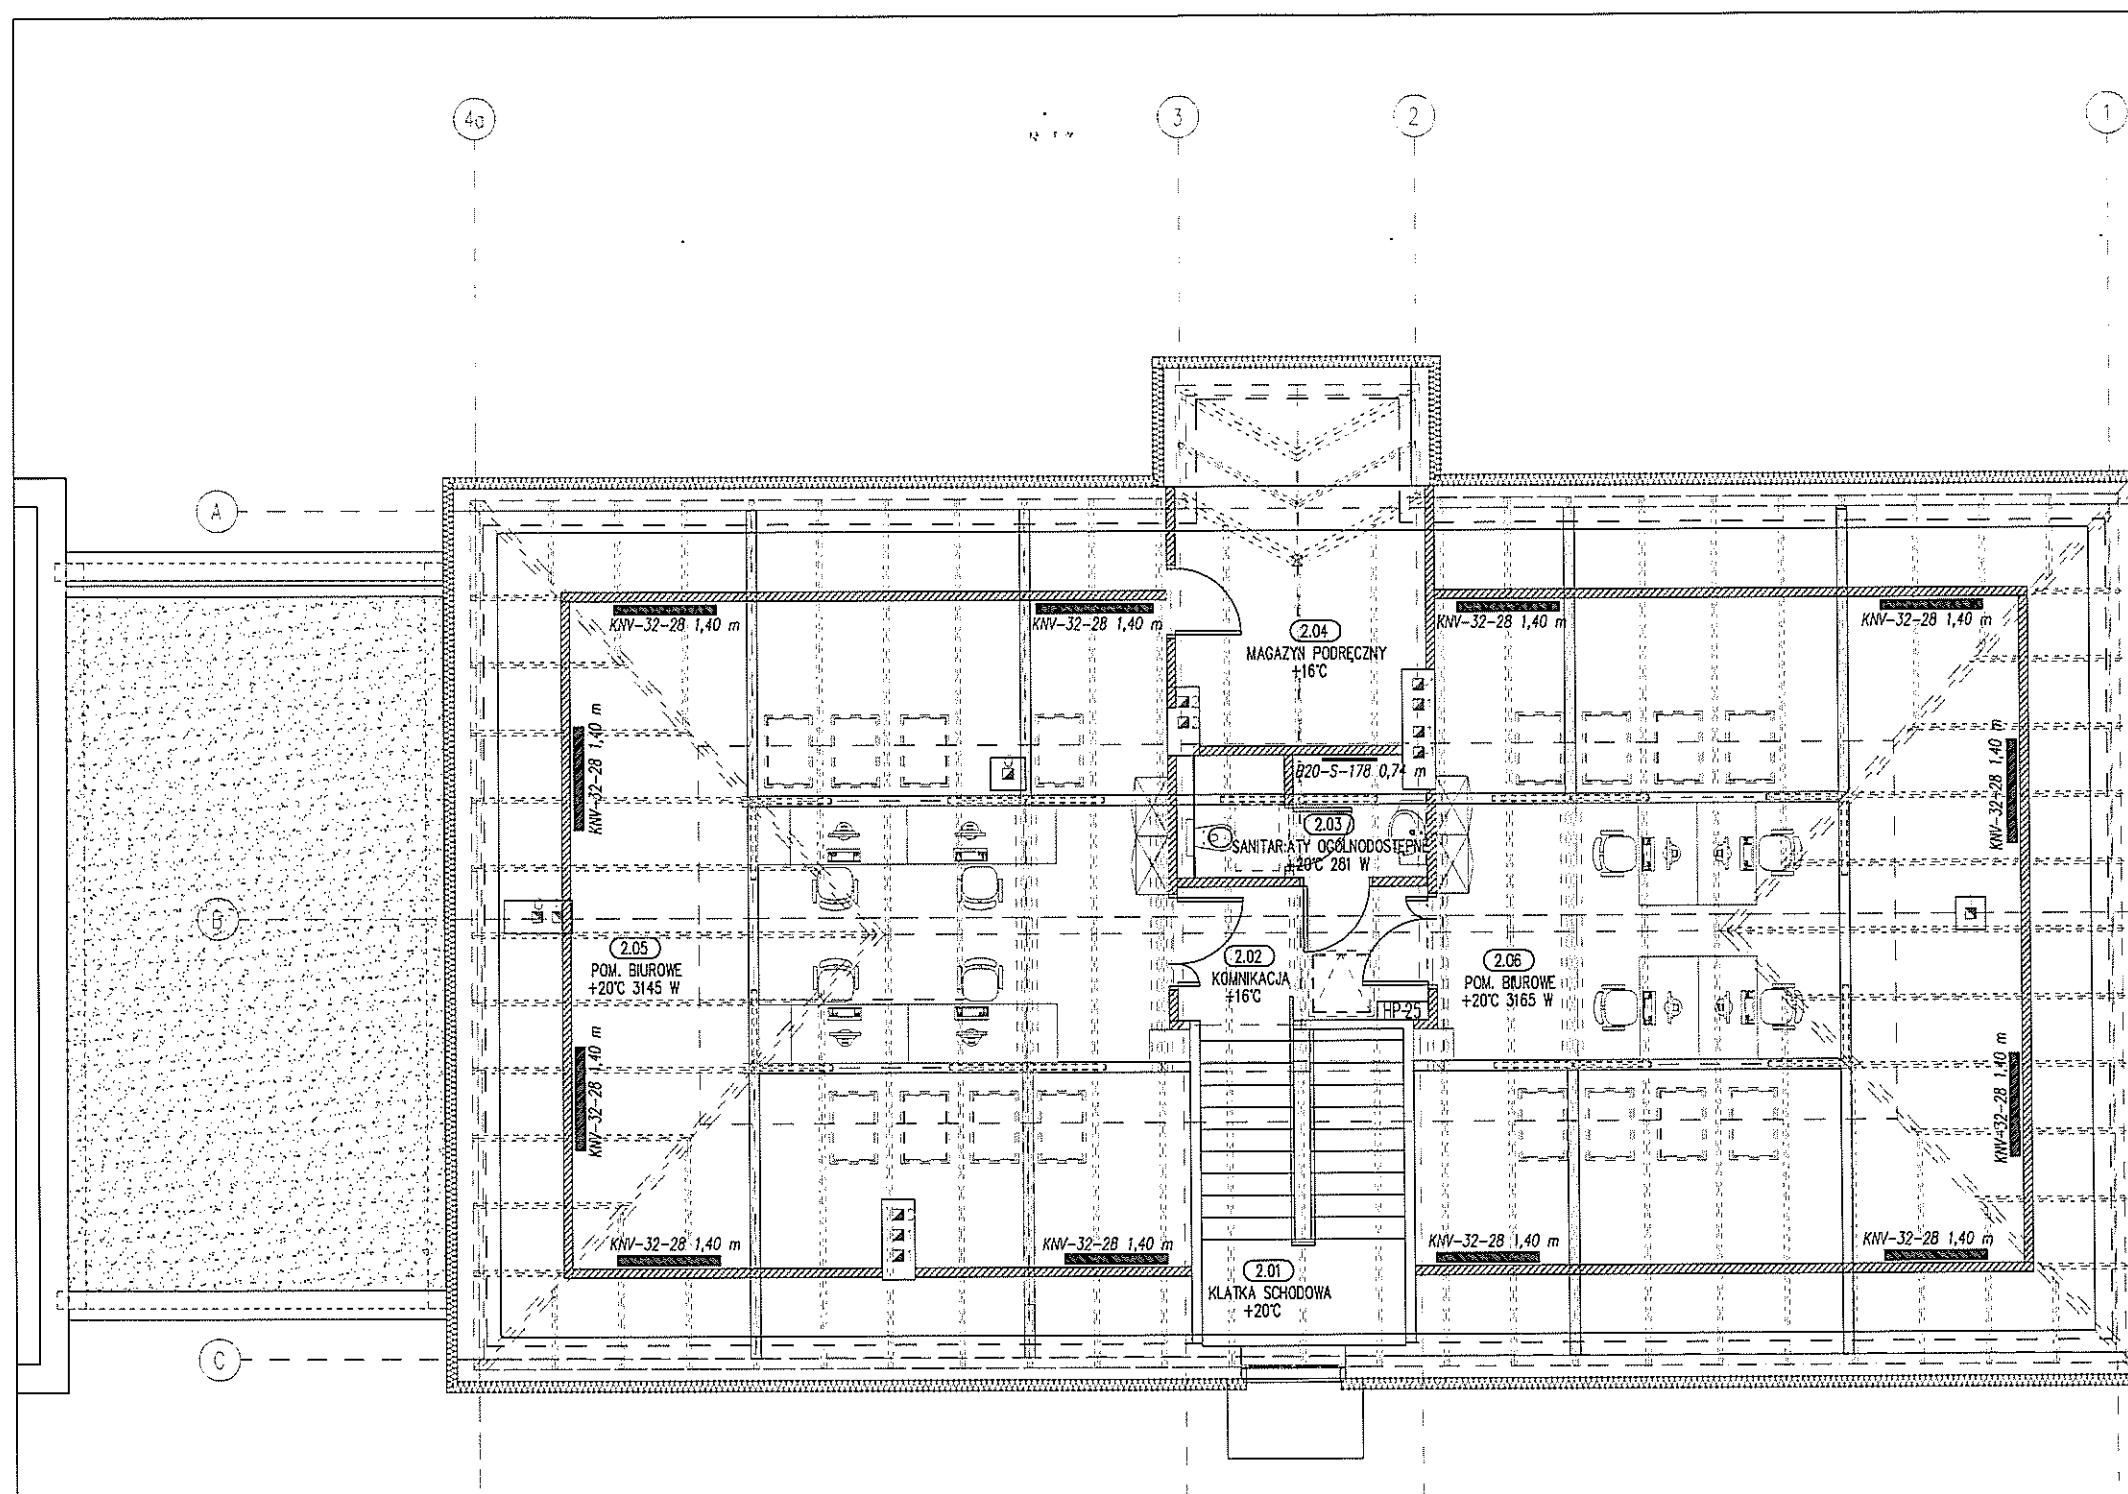 4a
3
2
1
A
KNV-32-28 1,40 m
KNV-32-28 1,40 m
KNV-32-28 1,40 m
KNV-32-28 1,40 m
2.04
MAGAZYN PODRĘCZNY
+16°C
KNV-32-28 1,40 m
KNV-32-28 1,40 m
B20-S-178 0,74 m
2.03
SANITARIATY OGÓLNODOSTĘPNE
+20°C 281 W
B
2.05
POM. BIUROWE
+20°C 3145 W
2.02
KOMNIKACJA
+16°C
2.06
POM. BIUROWE
+20°C 3165 W
HP-25
KNV-32-28 1,40 m
KNV-32-28 1,40 m
KNV-32-28 1,40 m
KNV-32-28 1,40 m
KNV-32-28 1,40 m
KNV-32-28 1,40 m
2.01
KLATKA SCHODOWA
+20°C
C